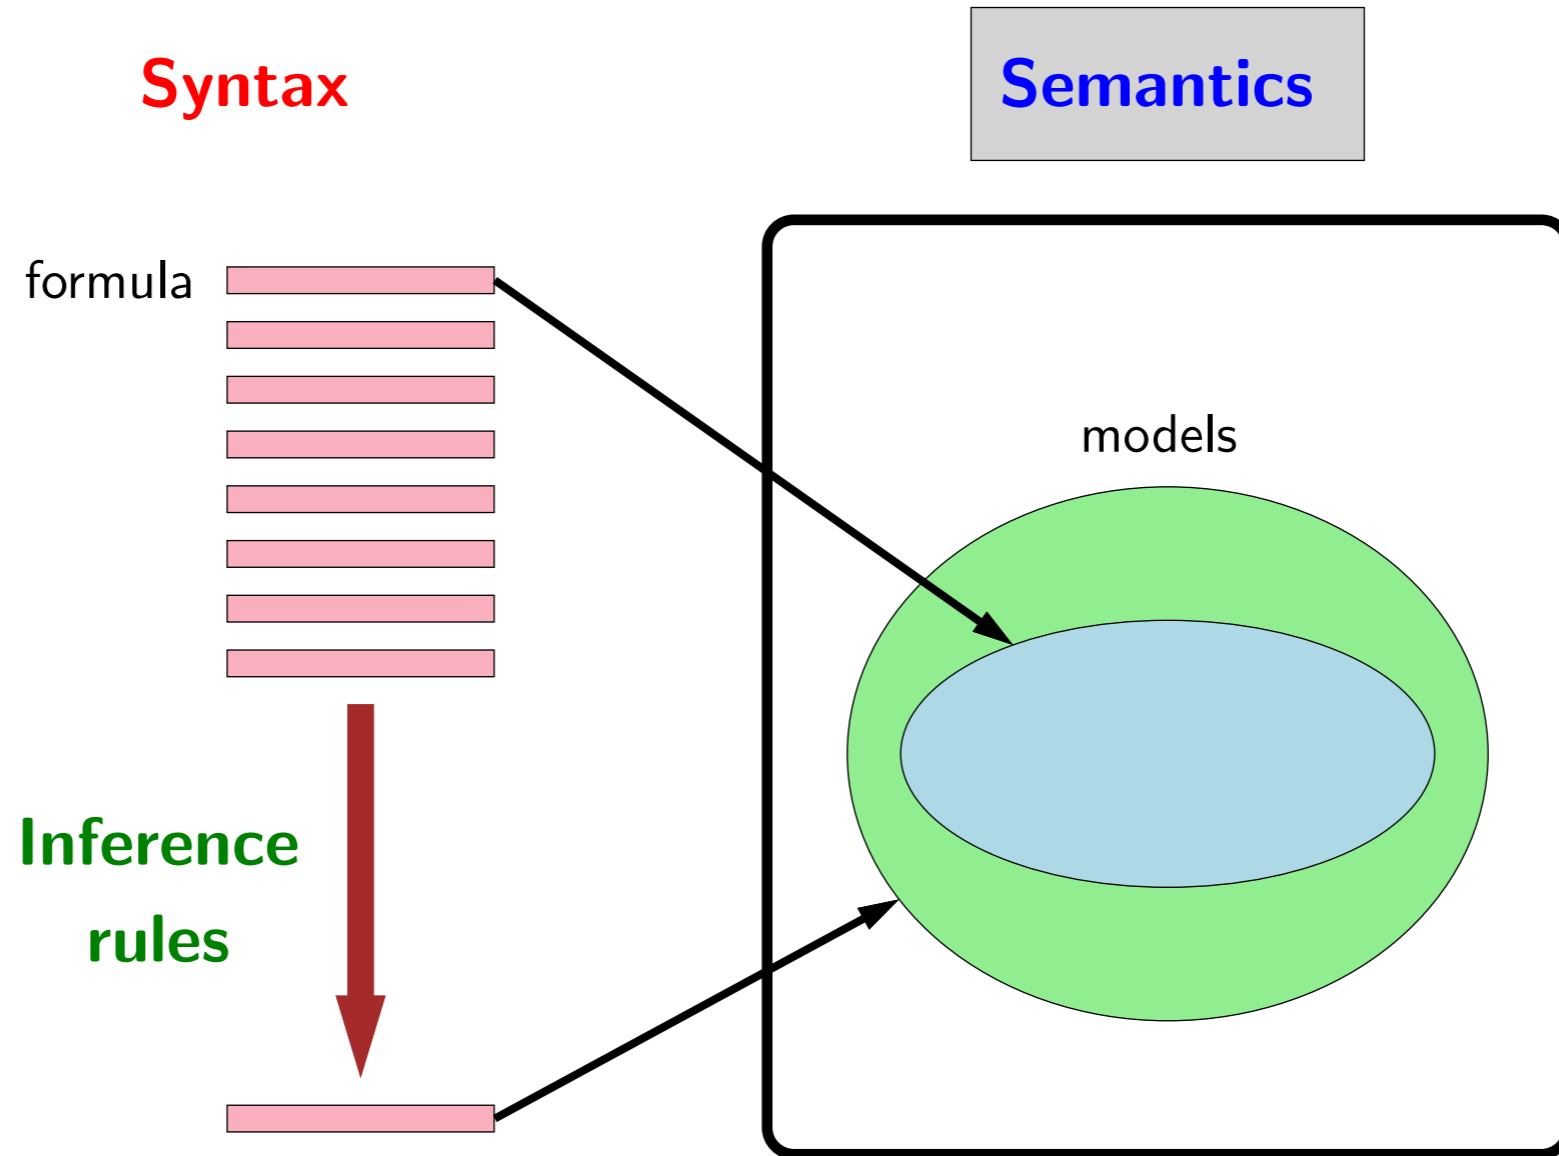 Syntax
Semantics
formula
models
Inference
rules